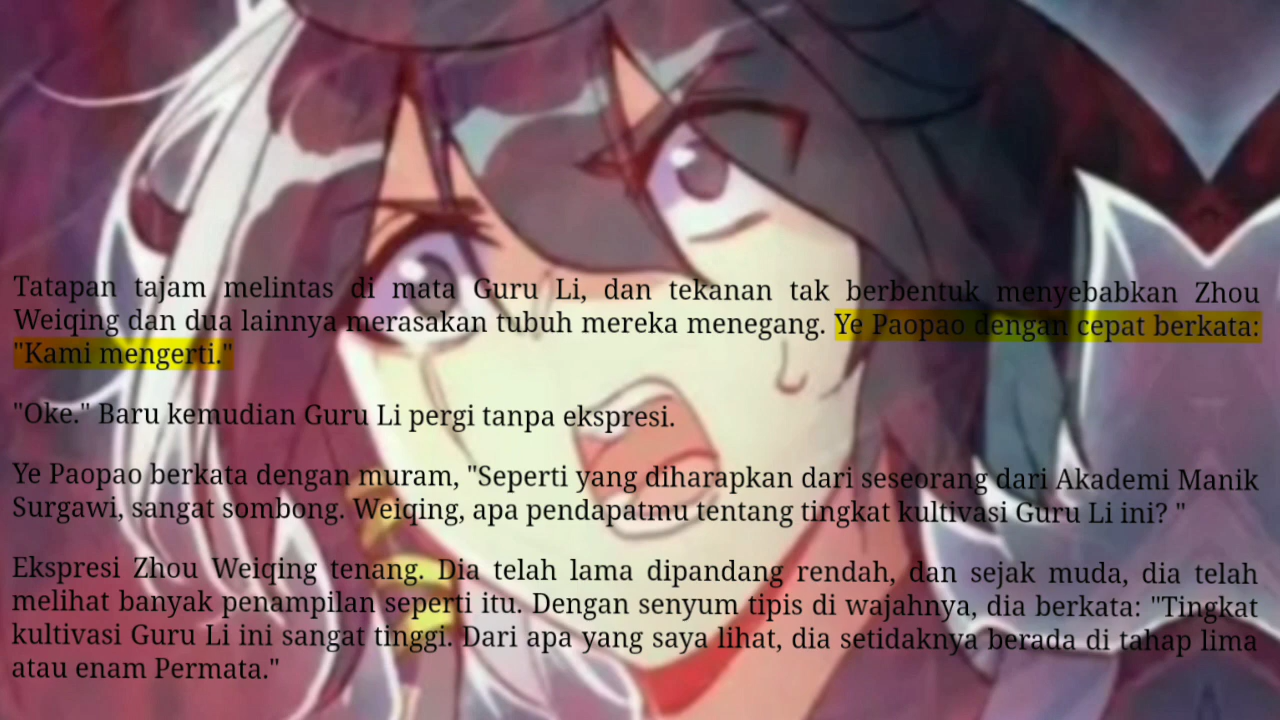 Tatapan tajam melintas di mata Guru Li, dan tekanan tak berbentuk menyebabkan Zhou
Weiqing dan dua lainnya merasakan tubuh mereka menegang. Ye Paopao dengan cepat berkata:
"Kami mengerti."
"Oke." Baru kemudian Guru Li pergi tanpa ekspresi.
Ye Paopao berkata dengan muram, "Seperti yang diharapkan dari seseorang dari Akademi Manik
Surgawi, sangat sombong. Weiqing, apa pendapatmu tentang tingkat kultivasi Guru Li ini? "
Ekspresi Zhou Weiqing tenang. Dia telah lama dipandang rendah, dan sejak muda, dia telah
melihat banyak penampilan seperti itu. Dengan senyum tipis di wajahnya, dia berkata: "Tingkat
kultivasi Guru Li ini sangat tinggi. Dari apa yang saya lihat, dia setidaknya berada di tahap lima
atau enam Permata."